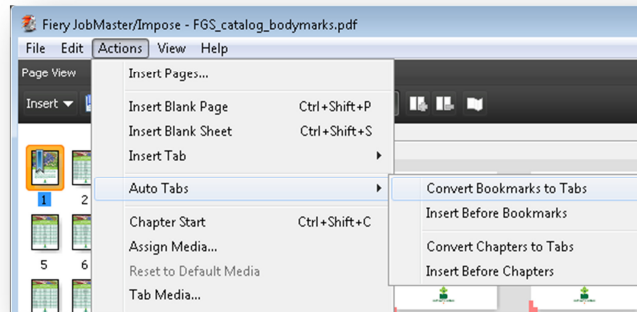 Fiery JobMaster/Impose - FGS_catalog_bodymarks.pdf
File Edit Actions View Help
Page View
Insert Pages...
Insert
Insert Blank Page Ctrl+Shift+P
Insert Blank Sheet Ctrl+Shift+S
Insert Tab
Auto Tabs
Convert Bookmarks to Tabs
Insert Before Bookmarks
Convert Chapters to Tabs
Insert Before Chapters
1 2
Chapter Start Ctrl+Shift+C
Assign Media...
5 6
Reset to Default Media
Tab Media...